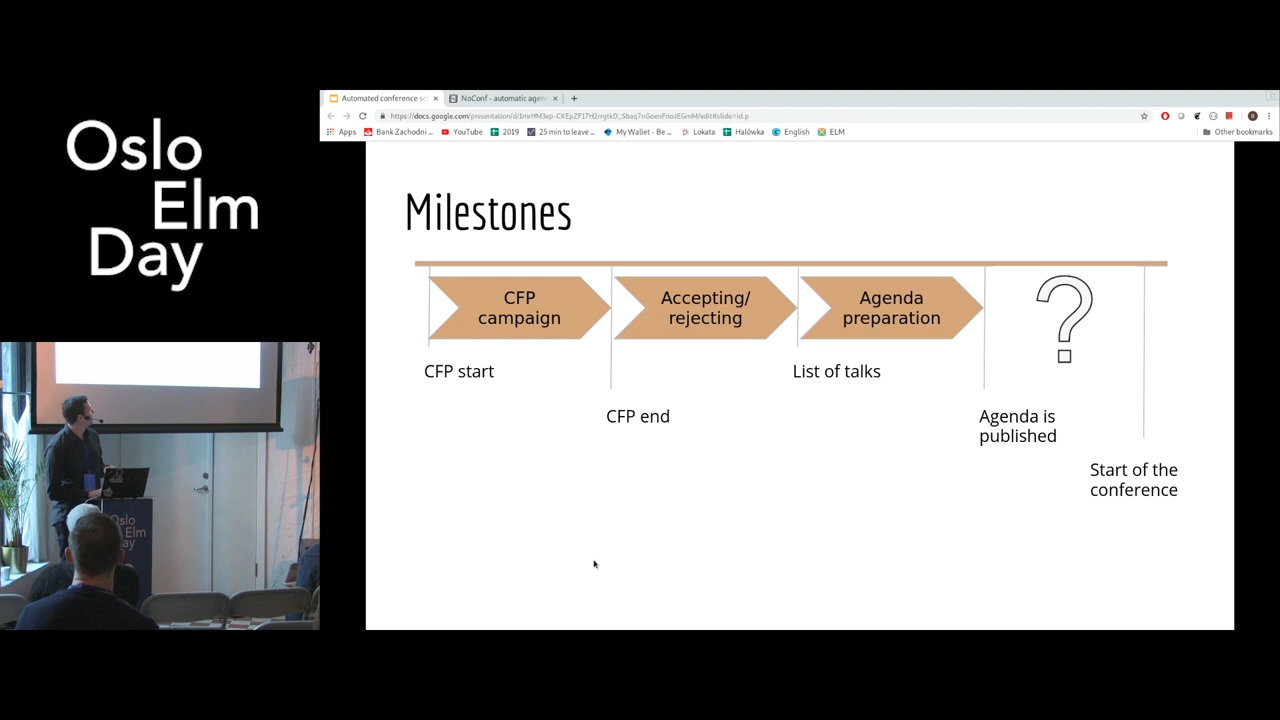 Oslo
Elm
Day
Automated conference sc
NoConf - automatic agen
Apps
Bank Zachodni ...
YouTube
2019
25 min to leave ...
My Wallet - Be ...
Lokata
Halówka
English
ELM
Other bookmarks
Milestones
CFP
campaign
Accepting/
rejecting
Agenda
preparation
?
CFP start
List of talks
CFP end
Agenda is
published
Start of the
conference
Oslo
Elm
Day